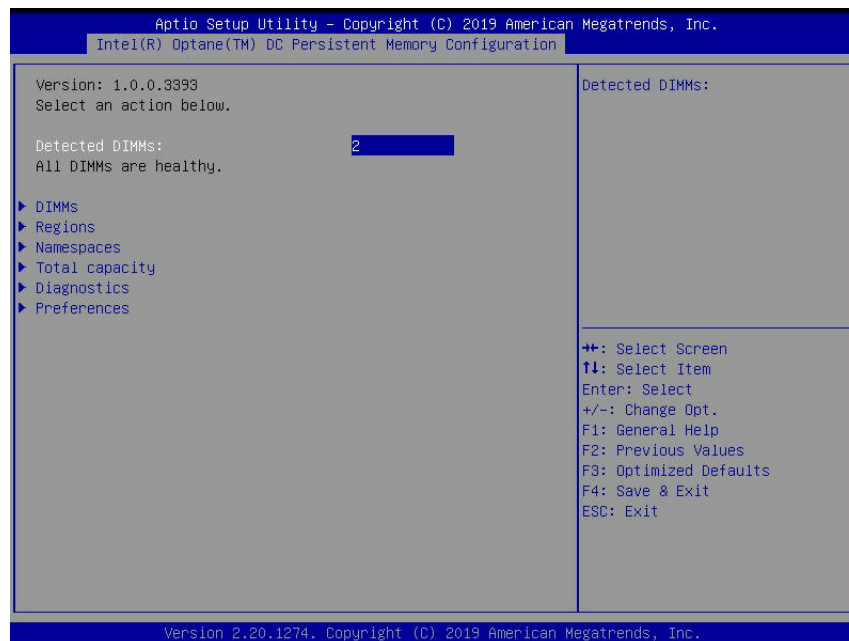 Aptio Setup Utility – Copyright (C) 2019 American Megatrends, Inc.
Intel(R) Optane(TM) DC Persistent Memory Configuration
Version: 1.0.0.3393
Select an action below.
Detected DIMMs: 2
All DIMMs are healthy.
▶ DIMMs
▶ Regions
▶ Namespaces
▶ Total capacity
▶ Diagnostics
▶ Preferences
Detected DIMMs:
→←: Select Screen
↑↓: Select Item
Enter: Select
+/-: Change Opt.
F1: General Help
F2: Previous Values
F3: Optimized Defaults
F4: Save & Exit
ESC: Exit
Version 2.20.1274. Copyright (C) 2019 American Megatrends, Inc.